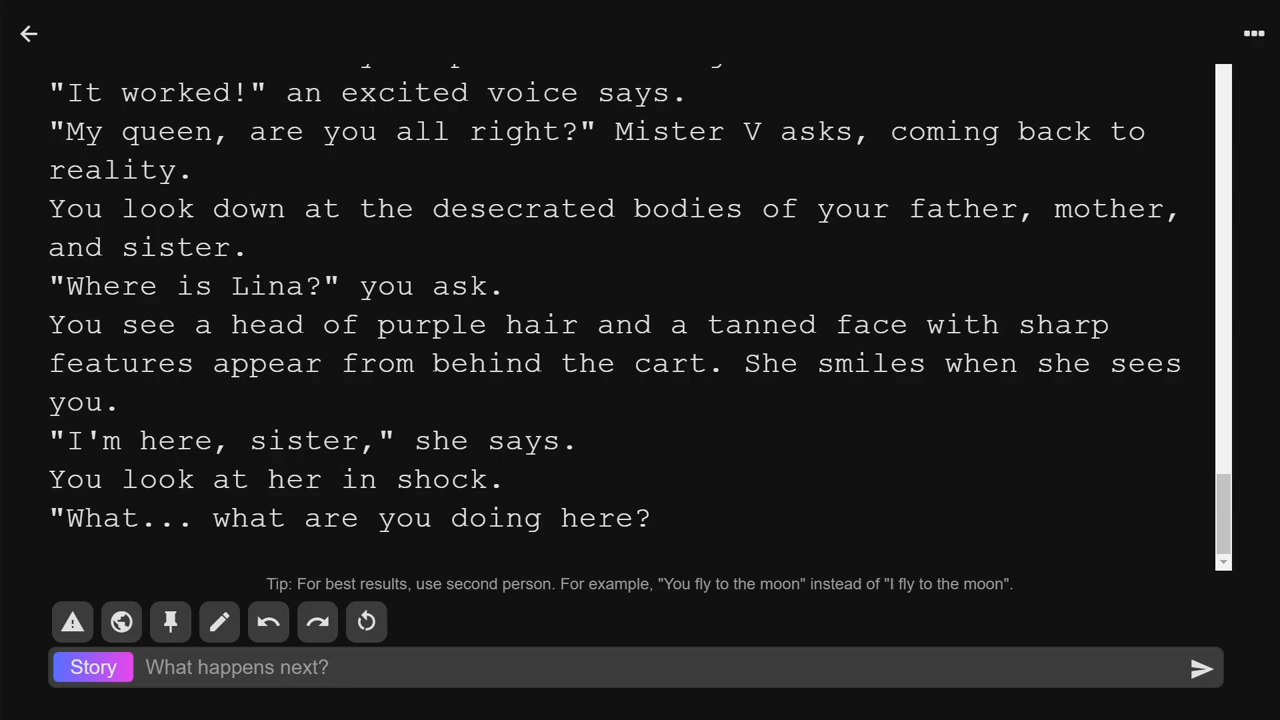 "It worked!" an excited voice says.
"My queen, are you all right?" Mister V asks, coming back to
reality.
You look down at the desecrated bodies of your father, mother,
and sister.
"Where is Lina?" you ask.
You see a head of purple hair and a tanned face with sharp
features appear from behind the cart. She smiles when she sees
you.
"I'm here, sister," she says.
You look at her in shock.
"What... what are you doing here?
Tip: For best results, use second person. For example, "You fly to the moon" instead of "I fly to the moon".
Story What happens next?